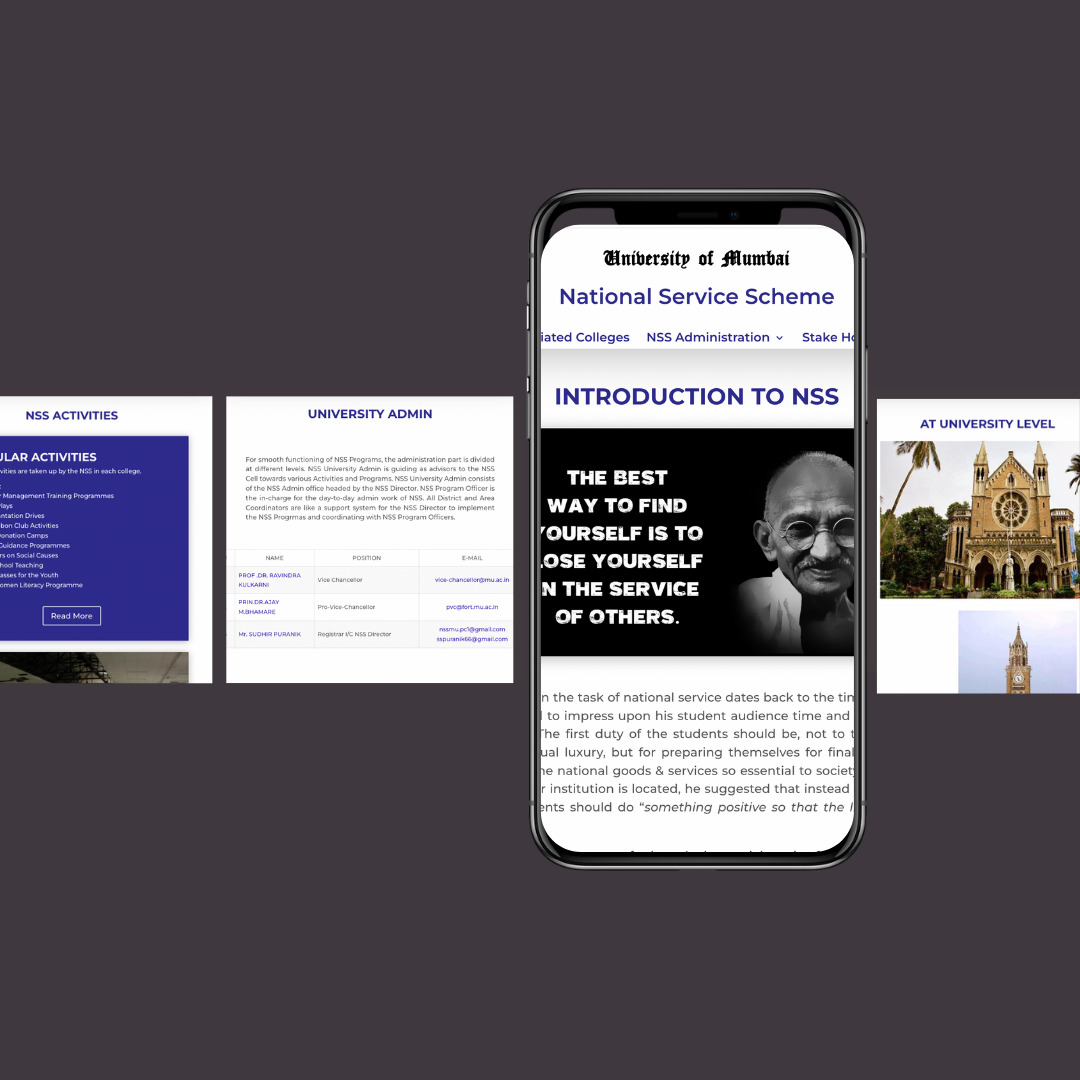 NSS ACTIVITIES
ULAR ACTIVITIES
vities are taken up by the NSS in each college.
Management Training Programmes
lays
antation Drives
bon Club Activities
Donation Camps
Guidance Programmes
rs on Social Causes
hool Teaching
asses for the Youth
omen Literacy Programme
Read More
UNIVERSITY ADMIN
For smooth functioning of NSS Programs, the administration part is divided
at different levels. NSS University Admin is guiding as advisors to the NSS
Cell towards various Activities and Programs. NSS University Admin consists
of the NSS Admin office headed by the NSS Director. NSS Program Officer is
the in-charge for the day-to-day admin work of NSS. All District and Area
Coordinators are like a support system for the NSS Director to implement
the NSS Progrmas and coordinating with NSS Program Officers.
NAME POSITION E-MAIL
PROF .DR. RAVINDRA
KULKARNI
Vice Chancellor
vice-chancellor@mu.ac.in
PRIN.DR.AJAY
M.BHAMARE
Pro-Vice-Chancellor
pvc@fort.mu.ac.in
Mr. SUDHIR PURANIK
Registrar I/C NSS Director
nssmu.pc1@gmail.com
sspuranik66@gmail.com
University of Mumbai
National Service Scheme
iated Colleges NSS Administration Stake Ho
INTRODUCTION TO NSS
THE BEST
WAY TO FIND
YOURSELF IS TO
LOSE YOURSELF
IN THE SERVICE
OF OTHERS.
n the task of national service dates back to the tim
to impress upon his student audience time and
The first duty of the students should be, not to t
ual luxury, but for preparing themselves for final
he national goods & services so essential to society
r institution is located, he suggested that instead
ents should do “something positive so that the l
AT UNIVERSITY LEVEL